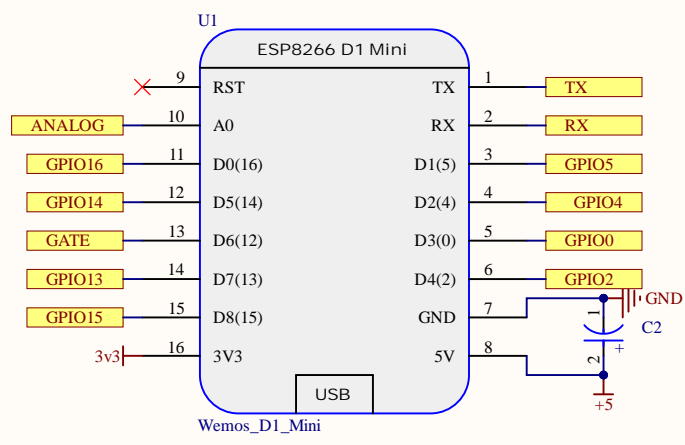 U1
ESP8266 D1 Mini
9 RST TX 1 TX
ANALOG 10 A0 RX 2 RX
GPIO16 11 D0(16) D1(5) 3 GPIO5
GPIO14 12 D5(14) D2(4) 4 GPIO4
GATE 13 D6(12) D3(0) 5 GPIO0
GPIO13 14 D7(13) D4(2) 6 GPIO2
GND
GPIO15 15 D8(15) GND 7 1 C2
3v3 16 3V3 5V 8 2 +
USB
+5
Wemos_D1_Mini